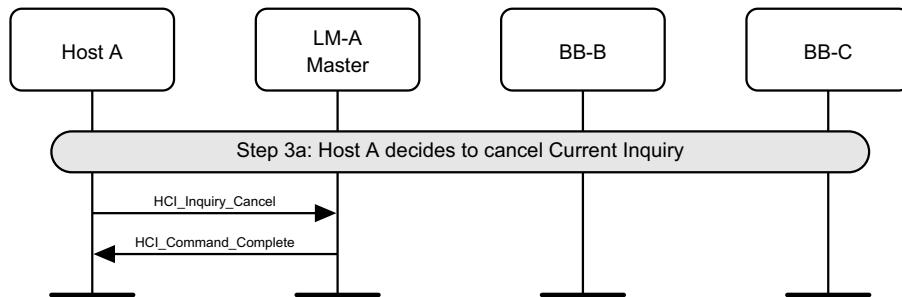 Host A
LM-A
Master
BB-B
BB-C
Step 3a: Host A decides to cancel Current Inquiry
HCI_Inquiry_Cancel
HCI_Command_Complete